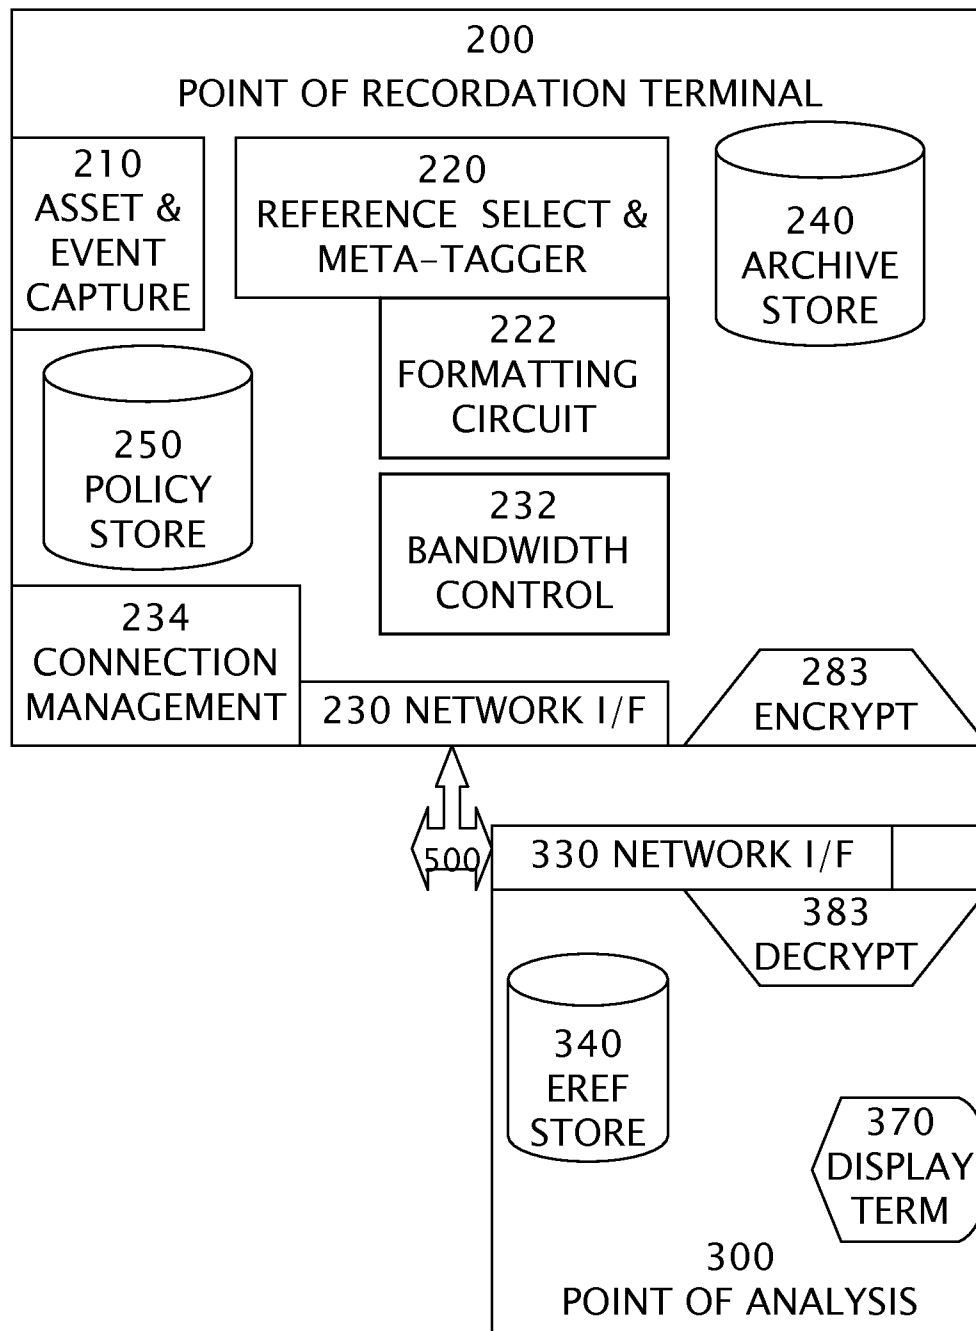 200
POINT OF RECORDATION TERMINAL
210
ASSET &
EVENT
CAPTURE
220
REFERENCE SELECT &
META-TAGGER
240
ARCHIVE
STORE
222
FORMATTING
CIRCUIT
250
POLICY
STORE
232
BANDWIDTH
CONTROL
234
CONNECTION
MANAGEMENT
230 NETWORK I/F
283
ENCRYPT
500
330 NETWORK I/F
383
DECRYPT
340
EREF
STORE
370
DISPLAY
TERM
300
POINT OF ANALYSIS